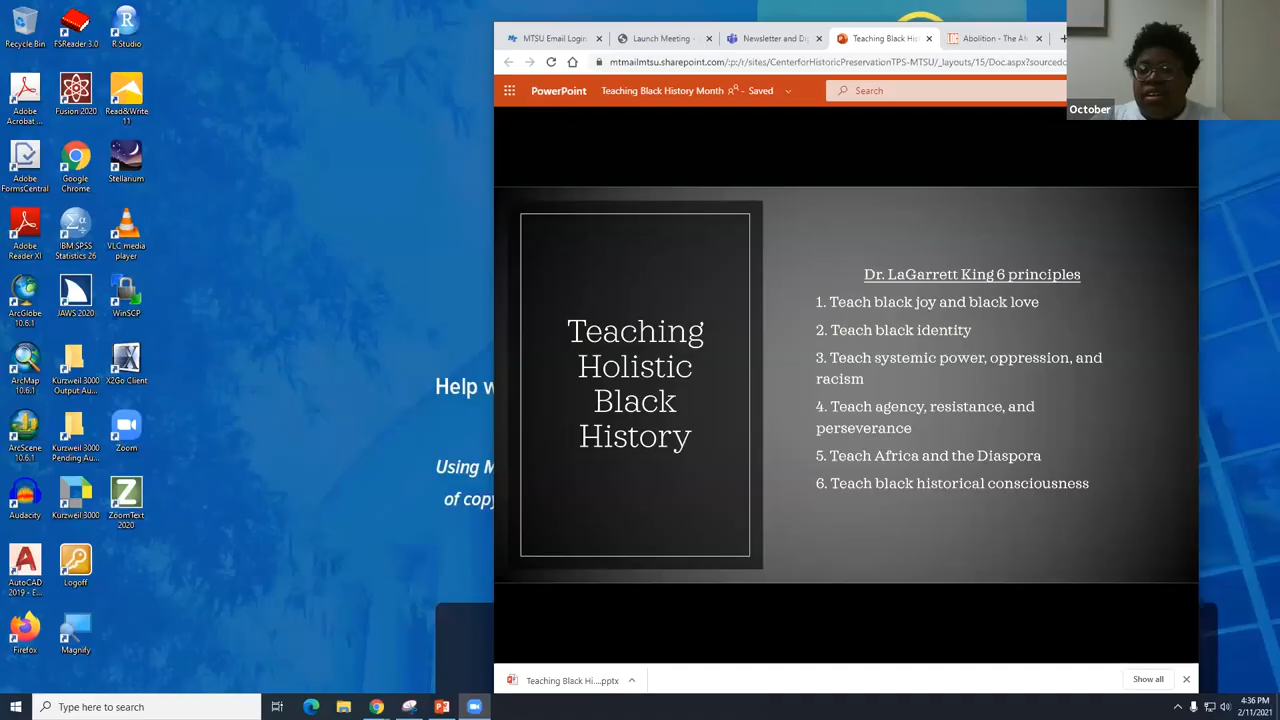 Recycle Bin
FSReader 3.0
R Studio
Adobe
Acrobat ...
Fusion 2020
Read&Write
11
Adobe
FormsCentral
Google
Chrome
Stellarium
Adobe
Reader XI
IBM SPSS
Statistics 26
VLC media
player
ArcGlobe
10.6.1
JAWS 2020
WinSCP
ArcMap
10.6.1
Kurzweil 3000
Output Au...
X2Go Client
ArcScene
10.6.1
Kurzweil 3000
Pending Au...
Zoom
Audacity
Kurzweil 3000
ZoomText
2020
AutoCAD
2019 - E...
Logoff
Firefox
Magnify
Help w
Using M
of copy
MTSU Email Login
Launch Meeting -
Newsletter and Di
Teaching Black His
Abolition - The Af
mtmailmtsu.sharepoint.com/:p:/r/sites/CenterforHistoricPreservationTPS-MTSU/_layouts/15/Doc.aspx?sourcedo
PowerPoint
Teaching Black History Month
- Saved
Search
October
Teaching
Holistic
Black
History
Dr. LaGarrett King 6 principles
1. Teach black joy and black love
2. Teach black identity
3. Teach systemic power, oppression, and
racism
4. Teach agency, resistance, and
perseverance
5. Teach Africa and the Diaspora
6. Teach black historical consciousness
Teaching Black Hi....pptx
Show all
Type here to search
4:36 PM
2/11/2021